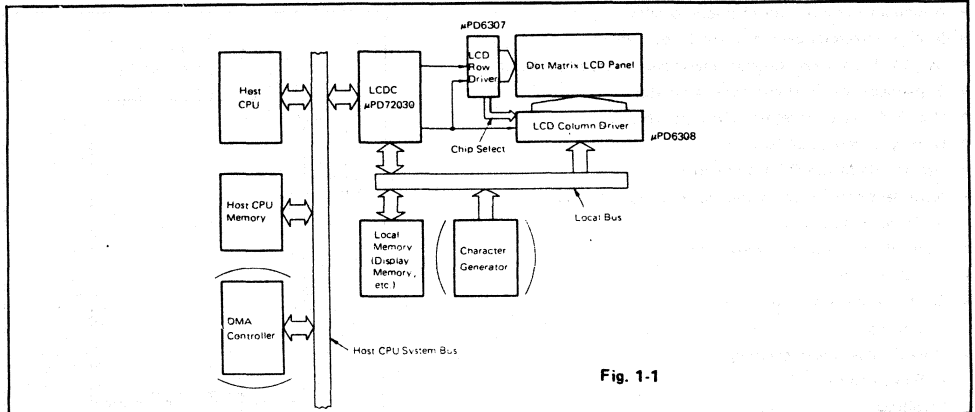 µPD6307
LCD
Row
Driver
Dot Matrix LCD Panel
Host
CPU
LCDC
µPD72030
LCD Column Driver
µPD6308
Chip Select
Local Bus
Host CPU
Memory
Local
Memory
(Display
Memory,
etc.)
Character
Generator
DMA
Controller
Host CPU System Bus
Fig. 1-1